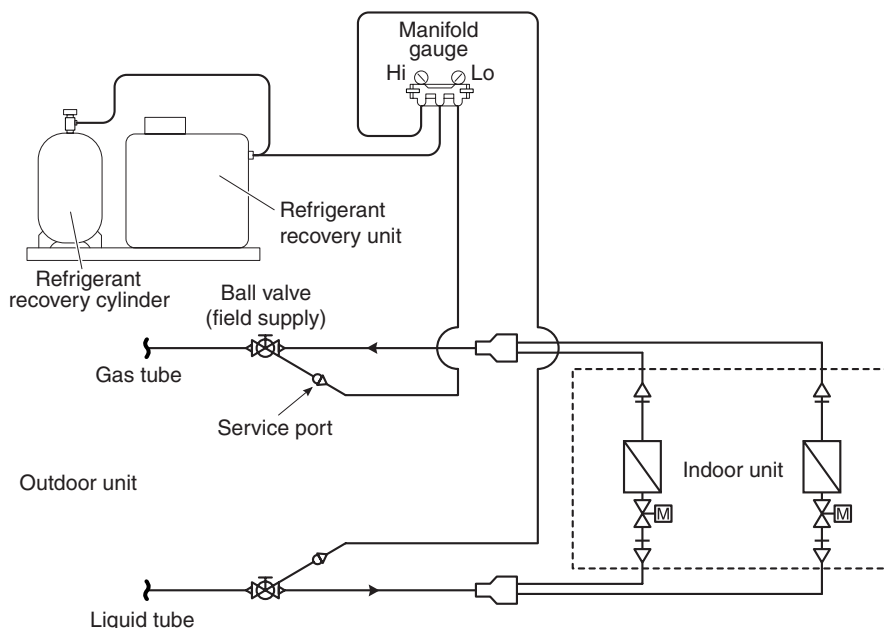 Manifold
gauge
Hi
Lo
Refrigerant
recovery unit
Refrigerant
recovery cylinder
Ball valve
(field supply)
Gas tube
Service port
Indoor unit
M
M
Outdoor unit
Liquid tube